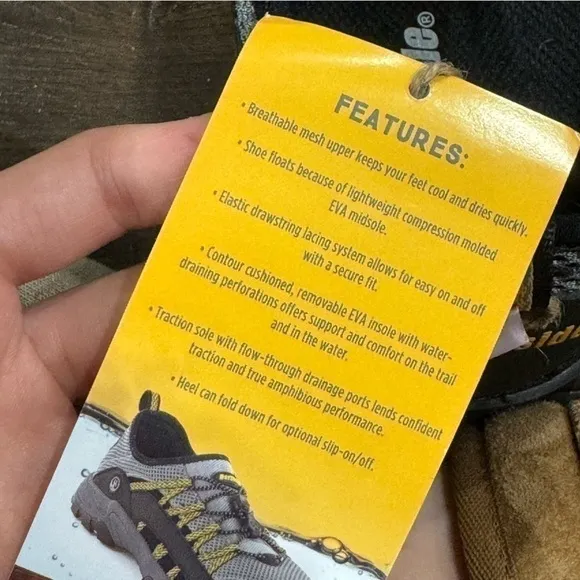 de®
FEATURES:
• Breathable mesh upper keeps your feet cool and dries quickly.
• Shoe floats because of lightweight compression molded
EVA midsole.
• Elastic drawstring lacing system allows for easy on and off
with a secure fit.
• Contour cushioned, removable EVA insole with water-
draining perforations offers support and comfort on the trail
and in the water.
• Traction sole with flow-through drainage ports lends confident
traction and true amphibious performance.
• Heel can fold down for optional slip-on/off.
side